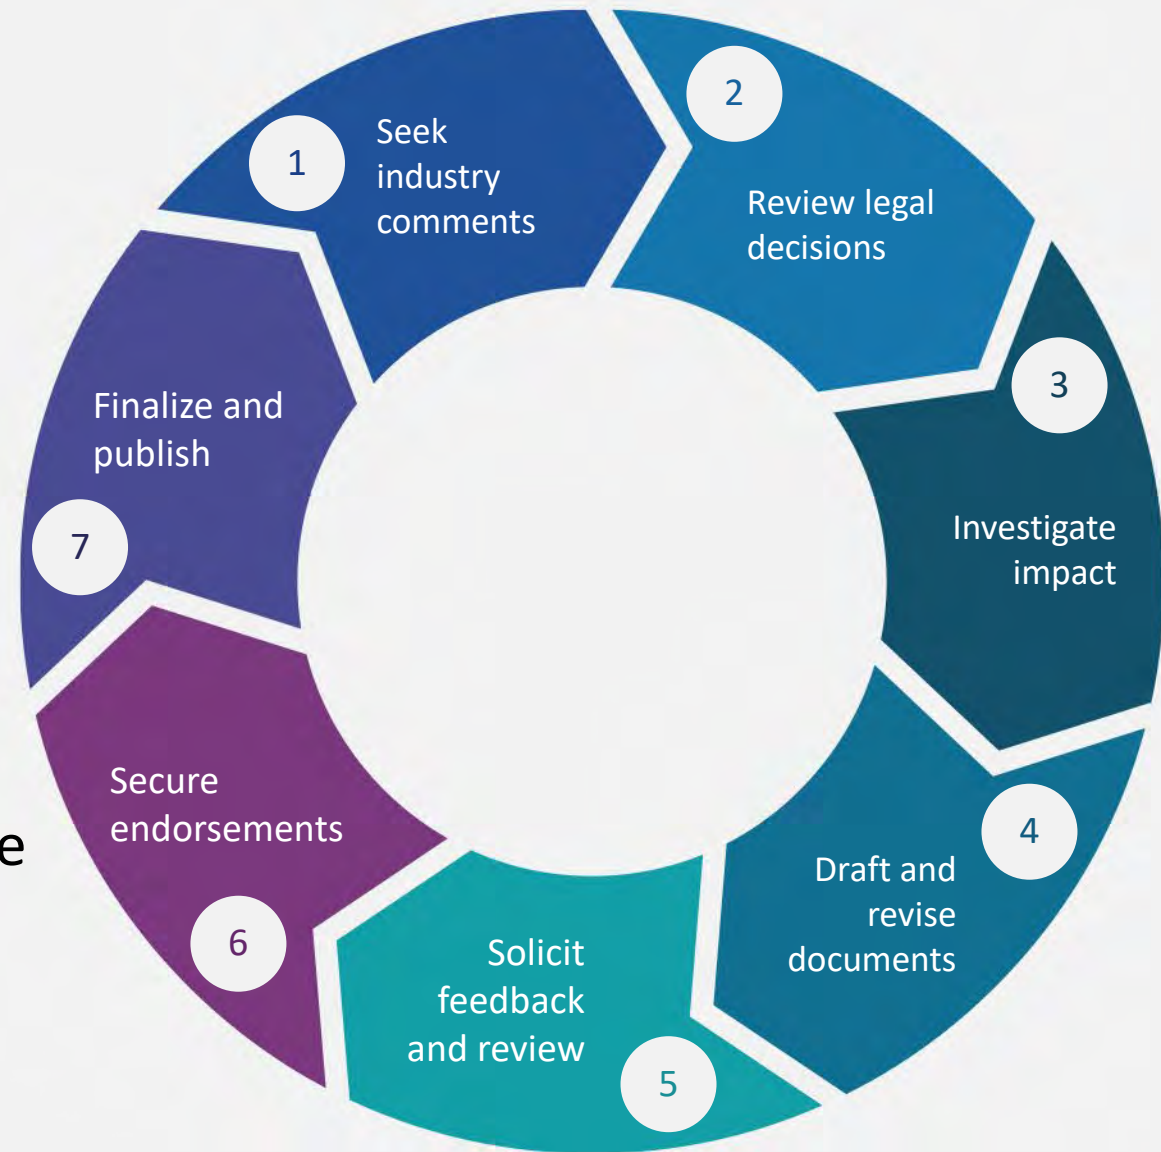 1
Seek
industry
comments
2
Review legal
decisions
3
Investigate
impact
4
Draft and
revise
documents
5
Solicit
feedback
and review
6
Secure
endorsements
7
Finalize and
publish
e